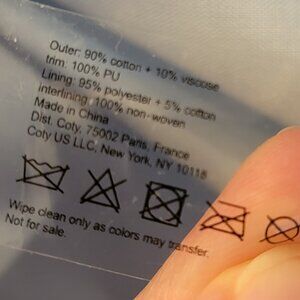 Outer: 90% cotton + 10% viscose
trim: 100% PU
Lining: 95% polyester + 5% cotton
interlining: 100% non-woven
Made in China
Dist. Coty, 75002 Paris, France
Coty US LLC, New York, NY 10118
Wipe clean only as colors may transfer.
Not for sale.